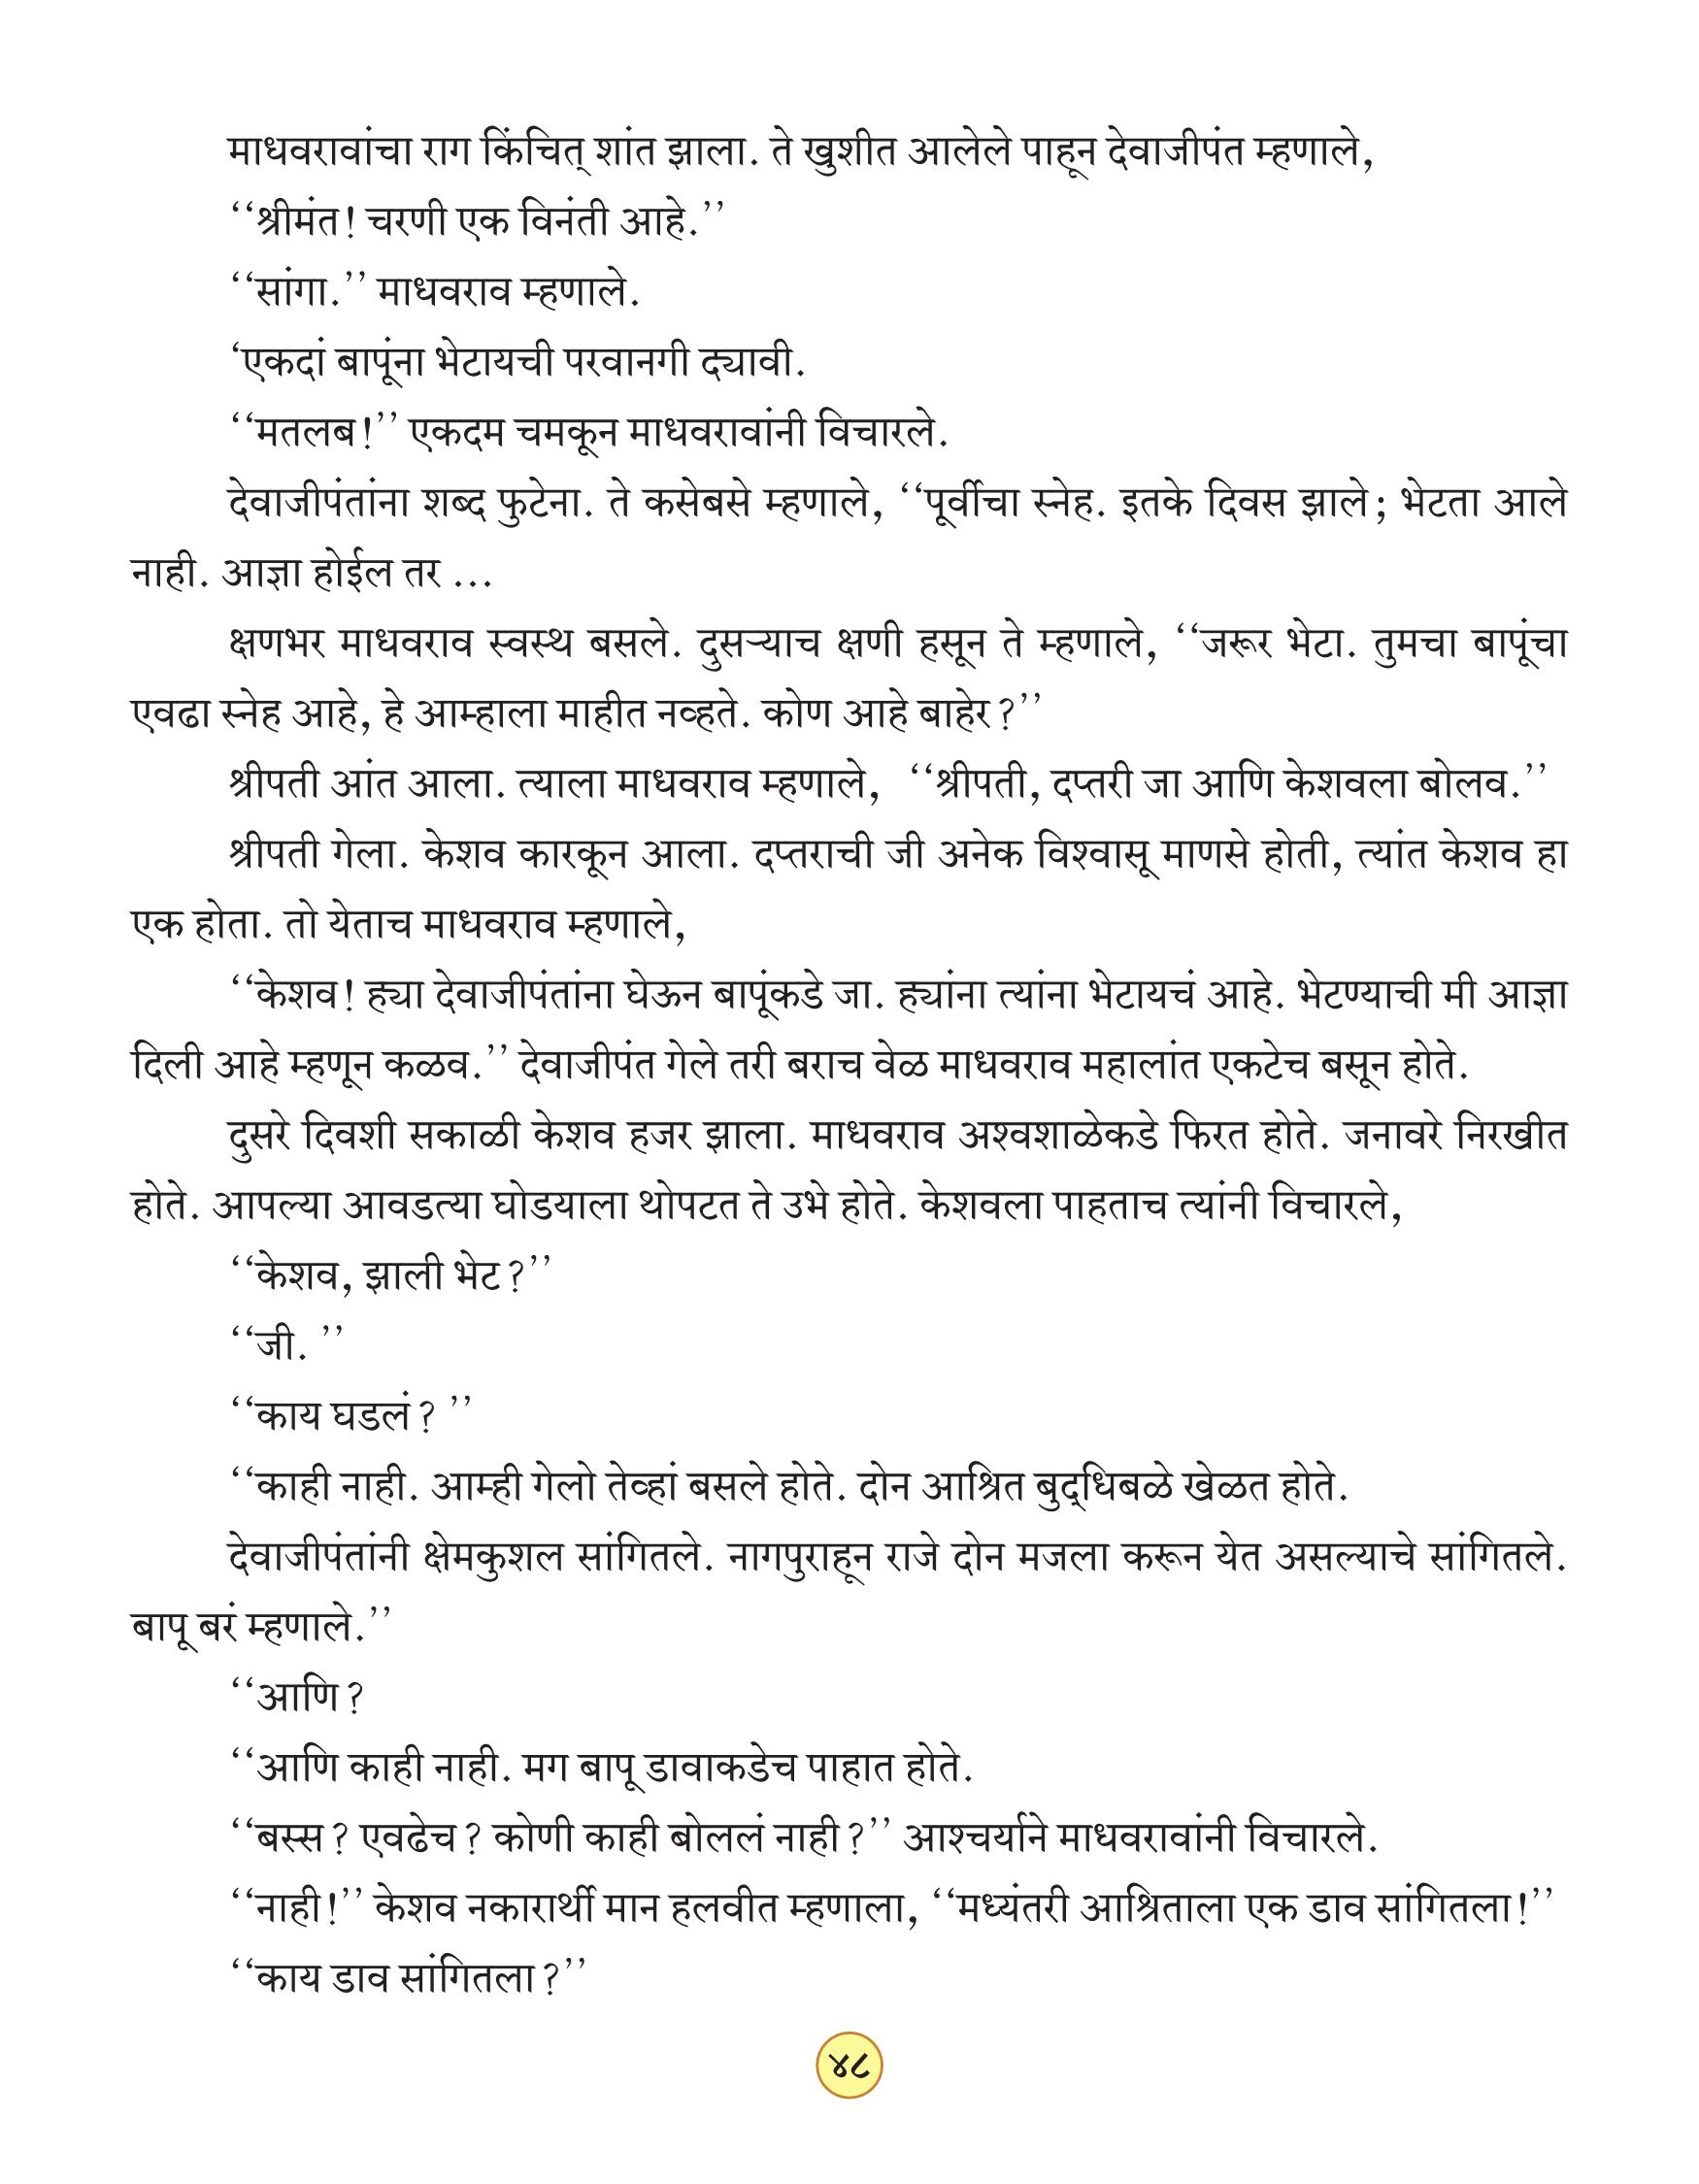 माधवरावांचा राग किंचित् शांत झाला. ते खुशीत आलेले पाहून देवाजीपंत म्हणाले,
‘‘श्रीमंत! चरणी एक विनंती आहे.’’
‘‘सांगा.’’ माधवराव म्हणाले.
‘एकदां बापूंना भेटायची परवानगी द्यावी.
‘‘मतलब!’’ एकदम चमकून माधवरावांनी विचारले.
देवाजीपंतांना शब्द फुटेना. ते कसेबसे म्हणाले, ‘‘पूर्वीचा स्नेह. इतके दिवस झाले; भेटता आले
नाही. आज्ञा होईल तर ...
क्षणभर माधवराव स्वस्थ बसले. दुसऱ्याच क्षणी हसून ते म्हणाले, ‘‘जरूर भेटा. तुमचा बापूंचा
एवढा स्नेह आहे, हे आम्हाला माहीत नव्हते. कोण आहे बाहेर?’’
श्रीपती आंत आला. त्याला माधवराव म्हणाले, ‘‘श्रीपती, दप्तरी जा आणि केशवला बोलव.’’
श्रीपती गेला. केशव कारकून आला. दप्तराची जी अनेक विश्वासू माणसे होती, त्यांत केशव हा
एक होता. तो येताच माधवराव म्हणाले,
‘‘केशव! ह्या देवाजीपंतांना घेऊन बापूंकडे जा. ह्यांना त्यांना भेटायचं आहे. भेटण्याची मी आज्ञा
दिली आहे म्हणून कळव.’’ देवाजीपंत गेले तरी बराच वेळ माधवराव महालांत एकटेच बसून होते.
दुसरे दिवशी सकाळी केशव हजर झाला. माधवराव अश्वशाळेकडे फिरत होते. जनावरे निरखीत
होते. आपल्या आवडत्या घोडयाला थोपटत ते उभे होते. केशवला पाहताच त्यांनी विचारले,
‘‘केशव, झाली भेट?’’
‘‘जी. ’’
‘‘काय घडलं? ’’
‘‘काही नाही. आम्ही गेलो तेव्हां बसले होते. दोन आश्रित बुद्‌धिबळे खेळत होते.
देवाजीपंतांनी क्षेमकुशल सांगितले. नागपुराहून राजे दोन मजला करून येत असल्याचे सांगितले.
बापू बरं म्हणाले.’’
‘‘आणि?
‘‘आणि काही नाही. मग बापू डावाकडेच पाहात होते.
‘‘बस्स? एवढेच? कोणी काही बोललं नाही?’’ आश्चर्याने माधवरावांनी विचारले.
‘‘नाही!’’ केशव नकारार्थी मान हलवीत म्हणाला, ‘‘मध्यंतरी आश्रिताला एक डाव सांगितला!’’
‘‘काय डाव सांगितला?’’
४८